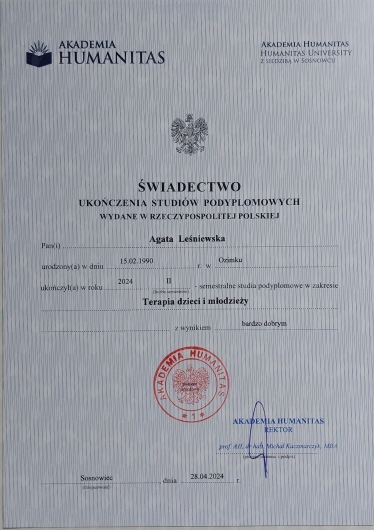 AKADEMIA
HUMANITAS
AKADEMIA HUMANITAS
HUMANITAS UNIVERSITY
Z SIEDZIBĄ W SOSNOWCU
ŚWIADECTWO
UKOŃCZENIA STUDIÓW PODYPLOMOWYCH
WYDANE W RZECZYPOSPOLITEJ POLSKIEJ
Pan(i) Agata Leśniewska
urodzony(a) w dniu 15.02.1990 r. w Ozimku
ukończył(a) w roku 2024 II - semestralne studia podyplomowe w zakresie
Terapia dzieci i młodzieży
z wynikiem bardzo dobrym
AKADEMIA HUMANITAS
* 1 *
AKADEMIA HUMANITAS
REKTOR
prof. AH, dr hab. Michał Kaczmarczyk, MBA
Sosnowiec dnia 28.04.2024 r.